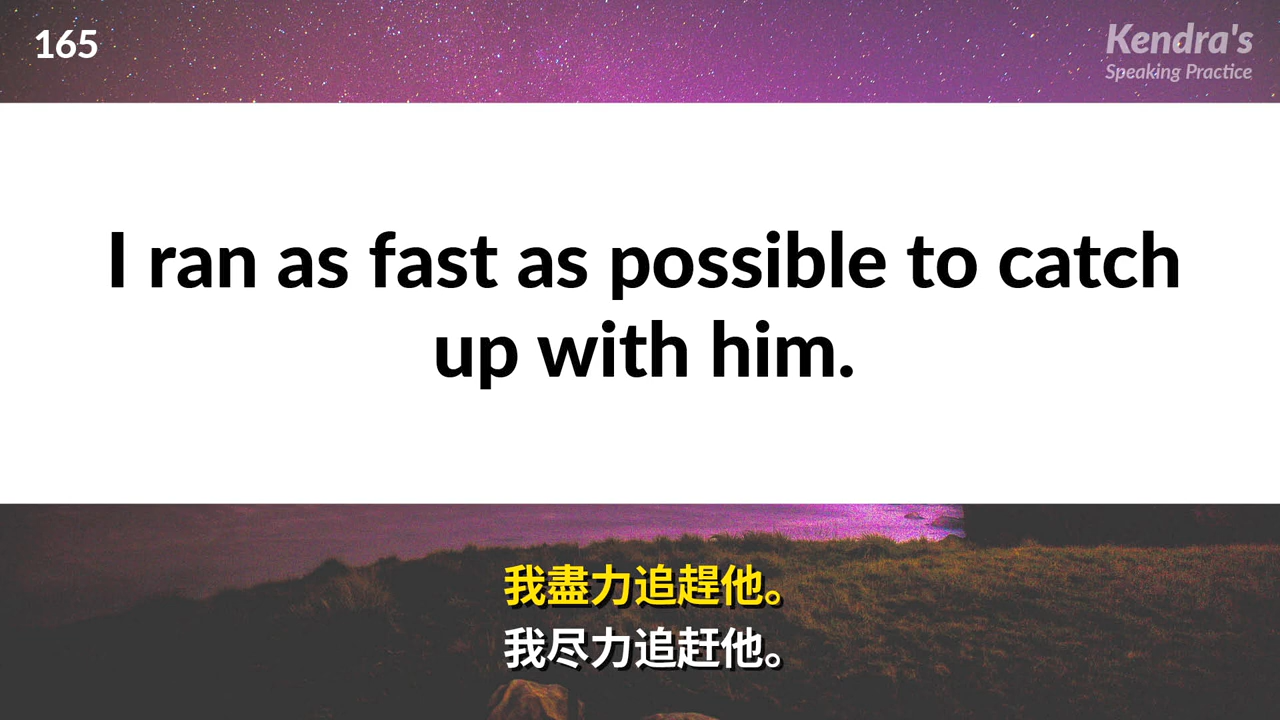 165
Kendra's
Speaking Practice
I ran as fast as possible to catch
up with him.
我盡力追趕他。
我尽力追赶他。